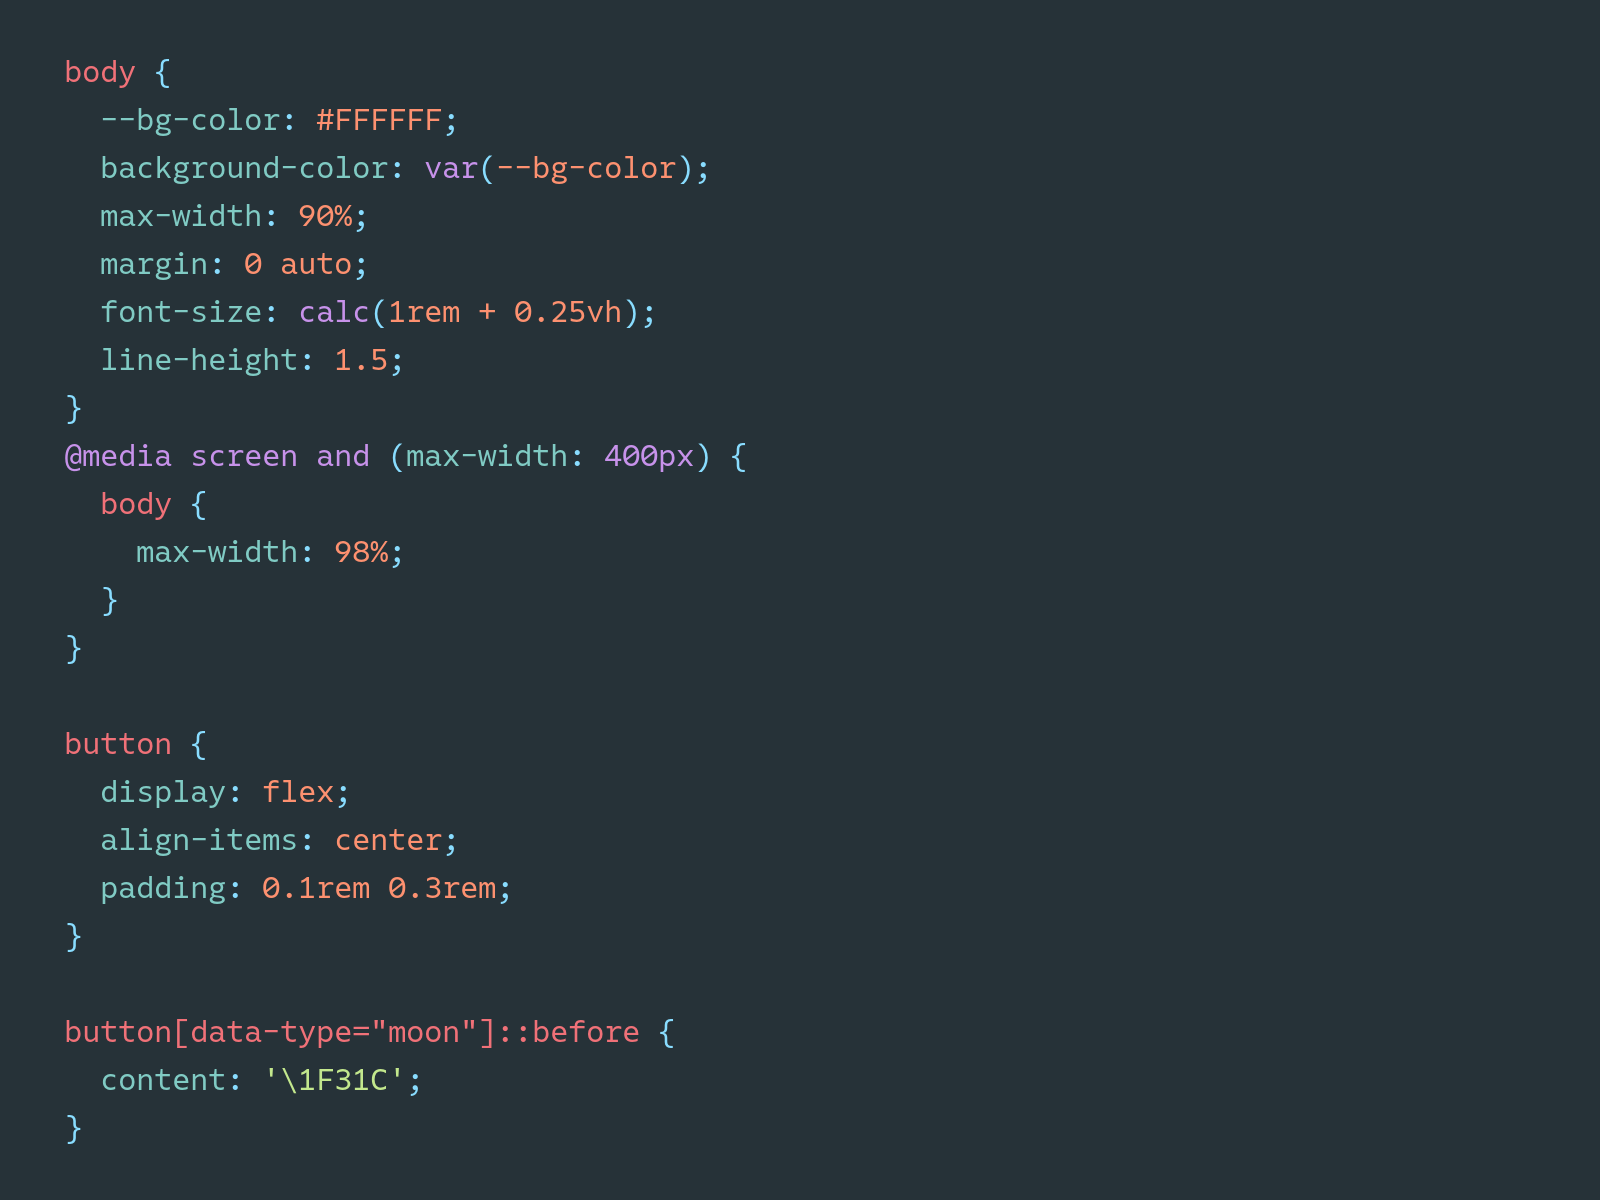 body {
  --bg-color: #FFFFFF;
  background-color: var(--bg-color);
  max-width: 90%;
  margin: 0 auto;
  font-size: calc(1rem + 0.25vh);
  line-height: 1.5;
}
@media screen and (max-width: 400px) {
  body {
    max-width: 98%;
  }
}

button {
  display: flex;
  align-items: center;
  padding: 0.1rem 0.3rem;
}

button[data-type="moon"]::before {
  content: '\1F31C';
}